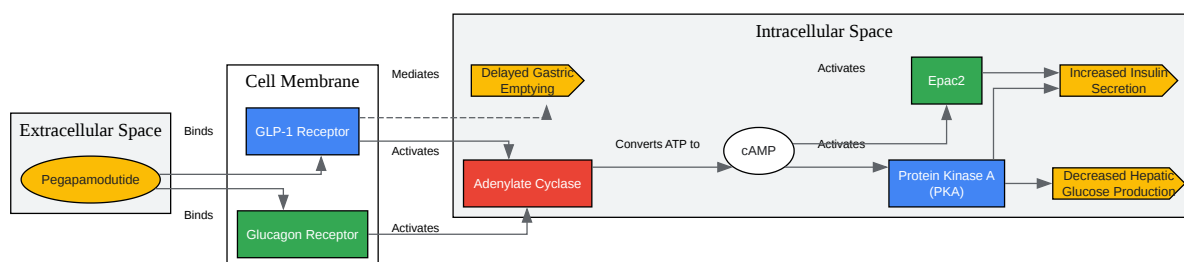 Intracellular Space
Cell Membrane
Extracellular Space
Pegapamodutide
Binds
Binds
GLP-1 Receptor
Glucagon Receptor
Mediates
Activates
Activates
Delayed Gastric
Emptying
Adenylate Cyclase
Converts ATP to
cAMP
Activates
Activates
Epac2
Protein Kinase A
(PKA)
Increased Insulin
Secretion
Decreased Hepatic
Glucose Production